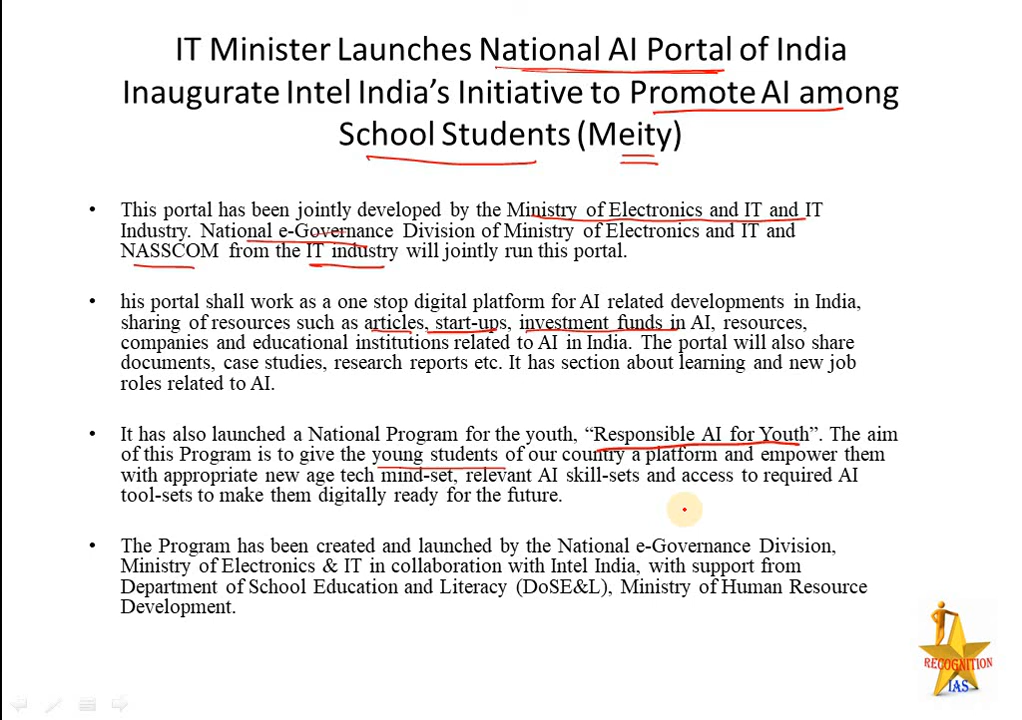 IT Minister Launches National AI Portal of India
Inaugurate Intel India's Initiative to Promote AI among
School Students (Meity)
• This portal has been jointly developed by the Ministry of Electronics and IT and IT
Industry. National e-Governance Division of Ministry of Electronics and IT and
NASSCOM from the IT industry will jointly run this portal.
• his portal shall work as a one stop digital platform for AI related developments in India,
sharing of resources such as articles, start-ups, investment funds in AI, resources,
companies and educational institutions related to AI in India. The portal will also share
documents, case studies, research reports etc. It has section about learning and new job
roles related to AI.
• It has also launched a National Program for the youth, “Responsible AI for Youth”. The aim
of this Program is to give the young students of our country a platform and empower them
with appropriate new age tech mind-set, relevant AI skill-sets and access to required AI
tool-sets to make them digitally ready for the future.
• The Program has been created and launched by the National e-Governance Division,
Ministry of Electronics & IT in collaboration with Intel India, with support from
Department of School Education and Literacy (DoSE&L), Ministry of Human Resource
Development.
RECOGNITION
IAS